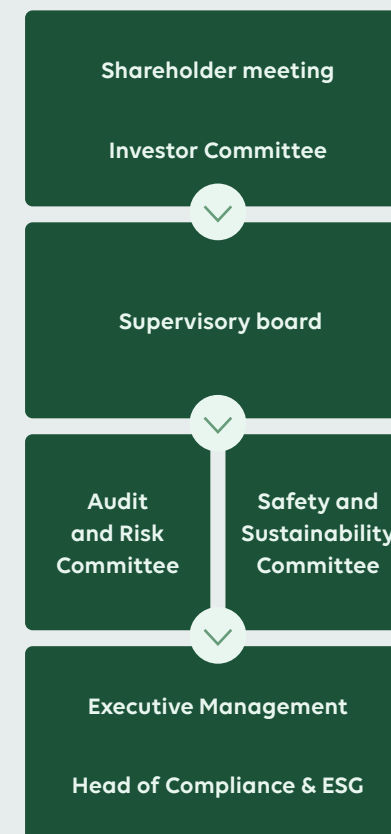 Shareholder meeting
Investor Committee
Supervisory board
Audit
and Risk
Committee
Safety and
Sustainability
Committee
Executive Management
Head of Compliance & ESG